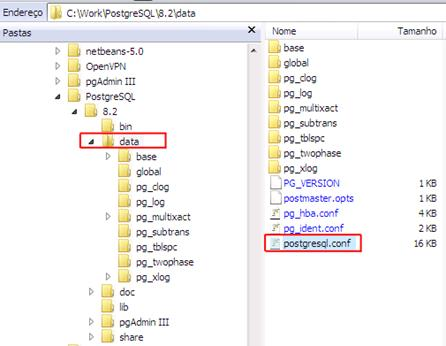 Endereço C:\Work\PostgreSQL\8.2\data
Pastas
netbeans-5.0
OpenVPN
pgAdmin III
PostgreSQL
8.2
bin
data
base
global
pg_clog
pg_log
pg_multixact
pg_subtrans
pg_tblspc
pg_twophase
pg_xlog
doc
lib
pgAdmin III
share
Nome Tamanho
base
global
pg_clog
pg_log
pg_multixact
pg_subtrans
pg_tblspc
pg_twophase
pg_xlog
PG_VERSION 1 KB
postmaster.opts 1 KB
pg_hba.conf 4 KB
pg_ident.conf 2 KB
postgresql.conf 16 KB